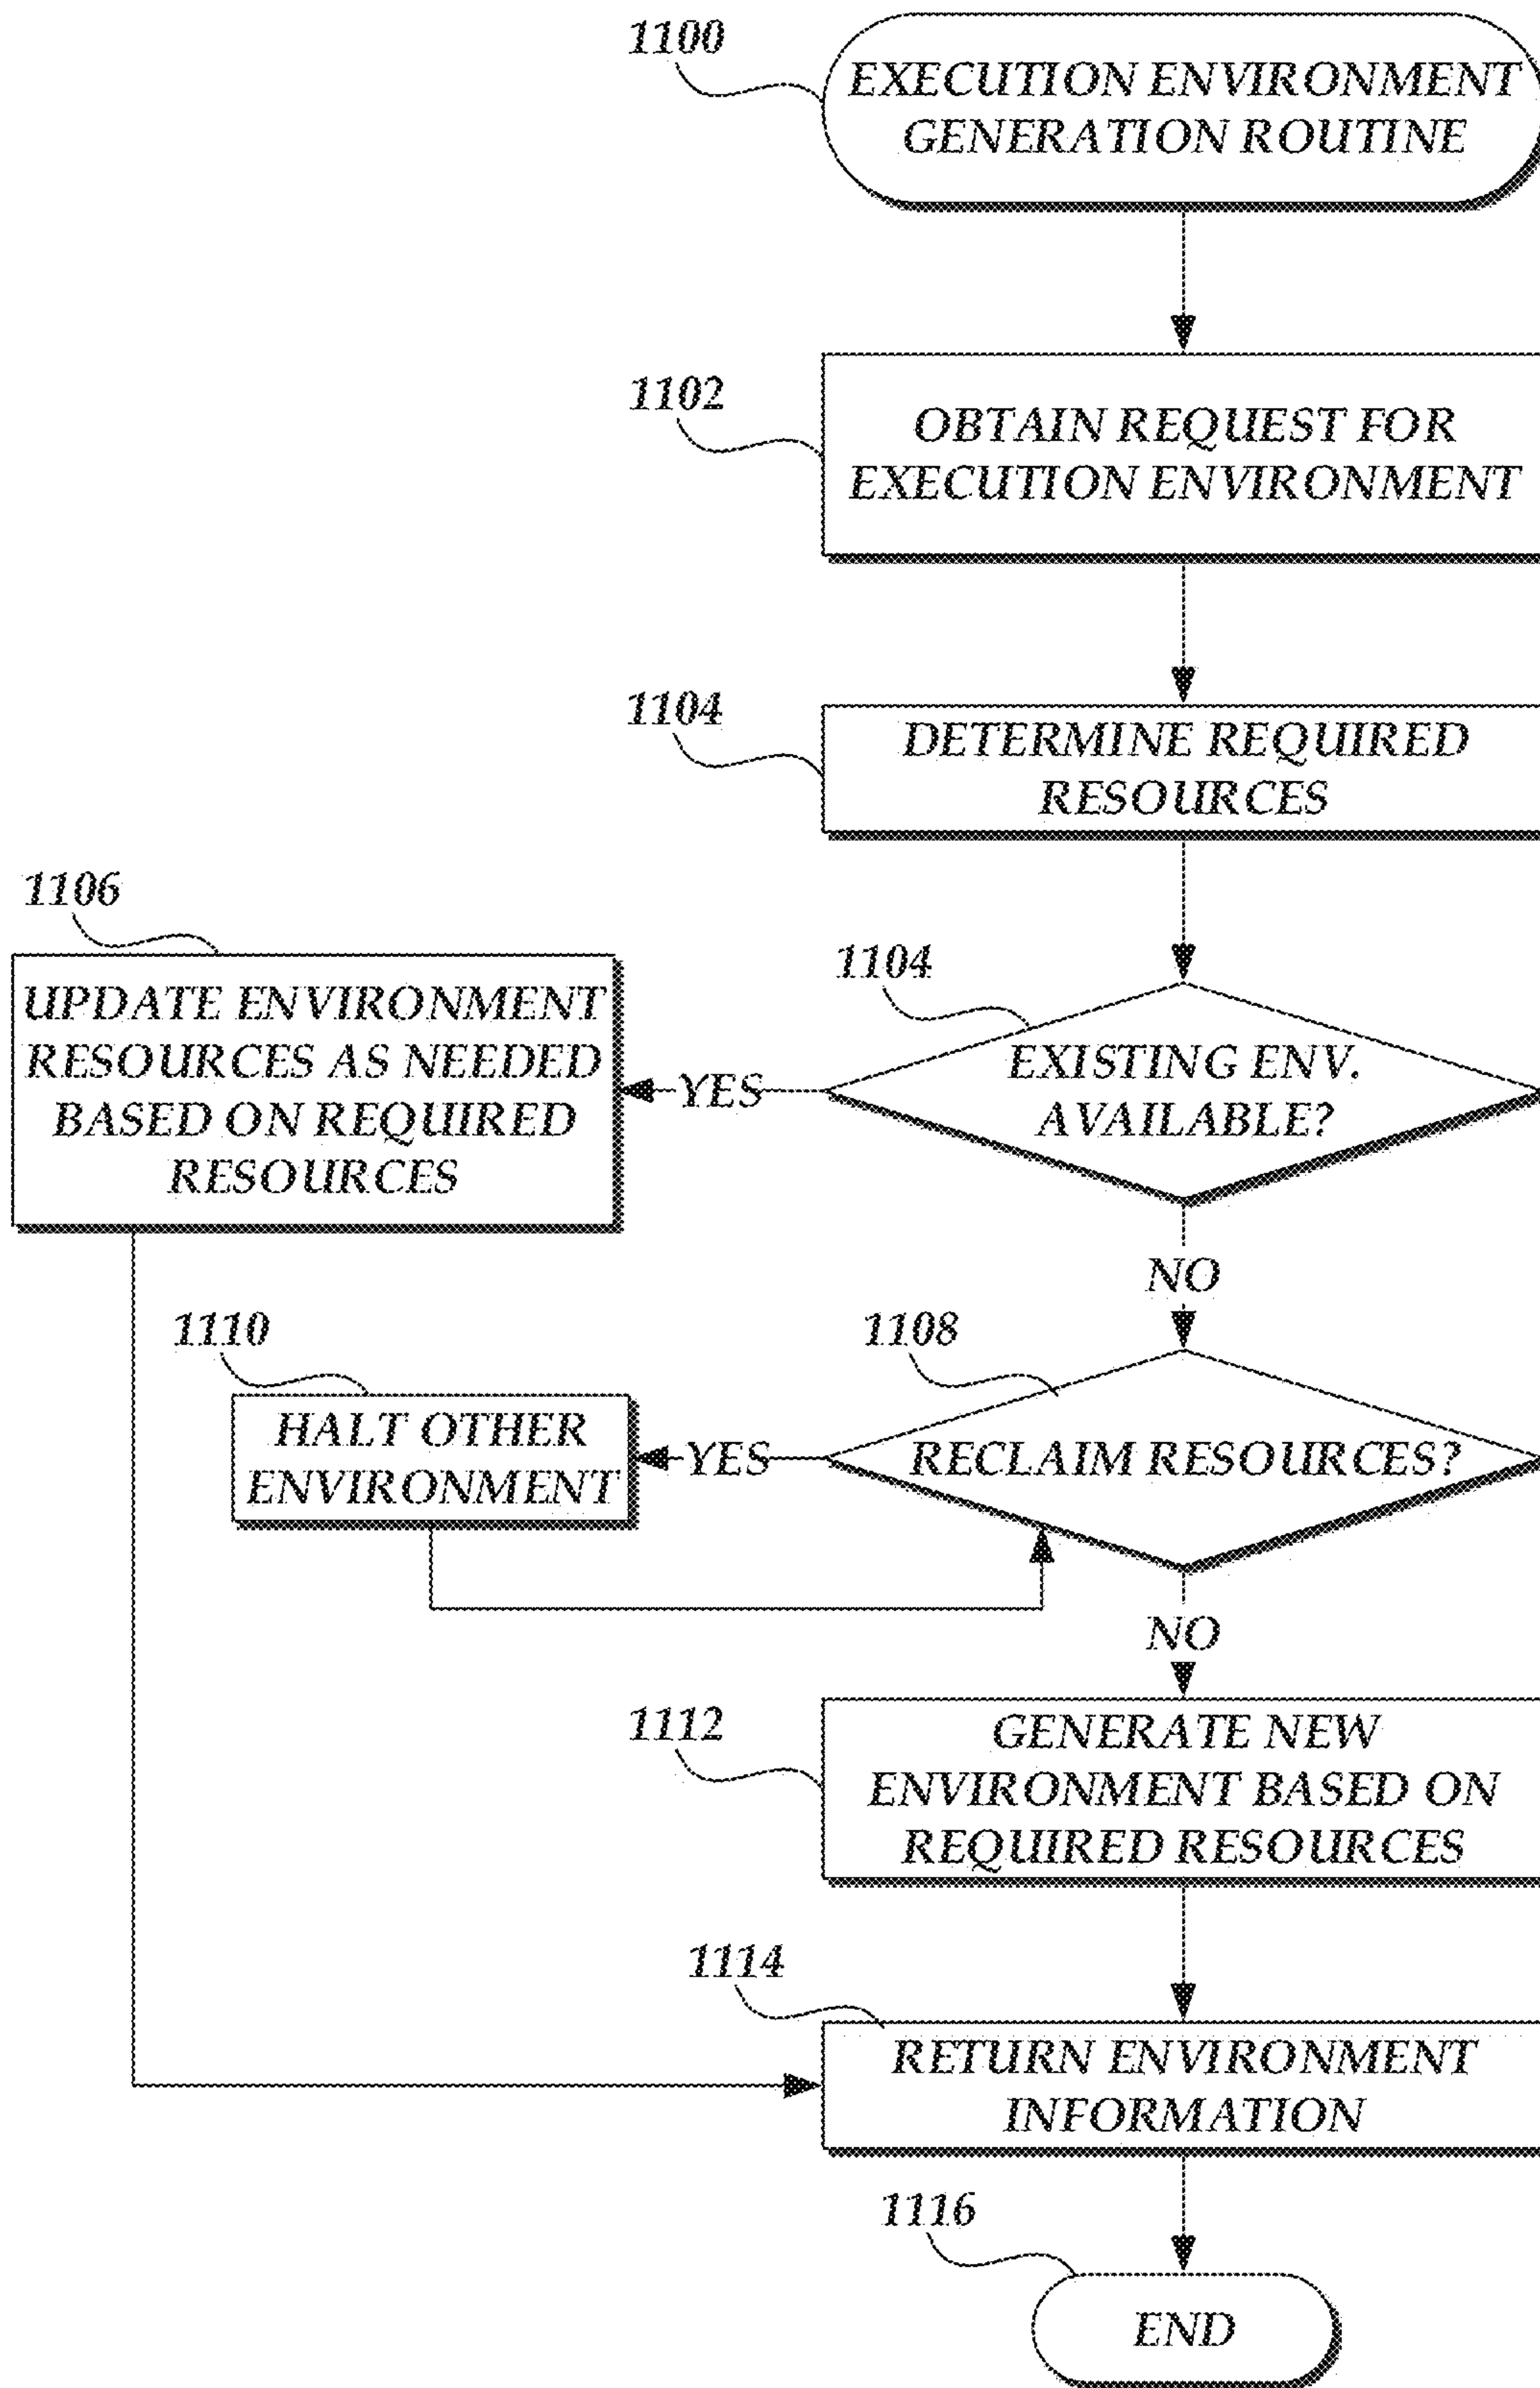 1100
EXECUTION ENVIRONMENT
GENERATION ROUTINE
1102
OBTAIN REQUEST FOR
EXECUTION ENVIRONMENT
1104
DETERMINE REQUIRED
RESOURCES
1106
UPDATE ENVIRONMENT
RESOURCES AS NEEDED
BASED ON REQUIRED
RESOURCES
1104
EXISTING ENV.
AVAILABLE?
YES
NO
1110
HALT OTHER
ENVIRONMENT
1108
RECLAIM RESOURCES?
YES
NO
1112
GENERATE NEW
ENVIRONMENT BASED ON
REQUIRED RESOURCES
1114
RETURN ENVIRONMENT
INFORMATION
1116
END